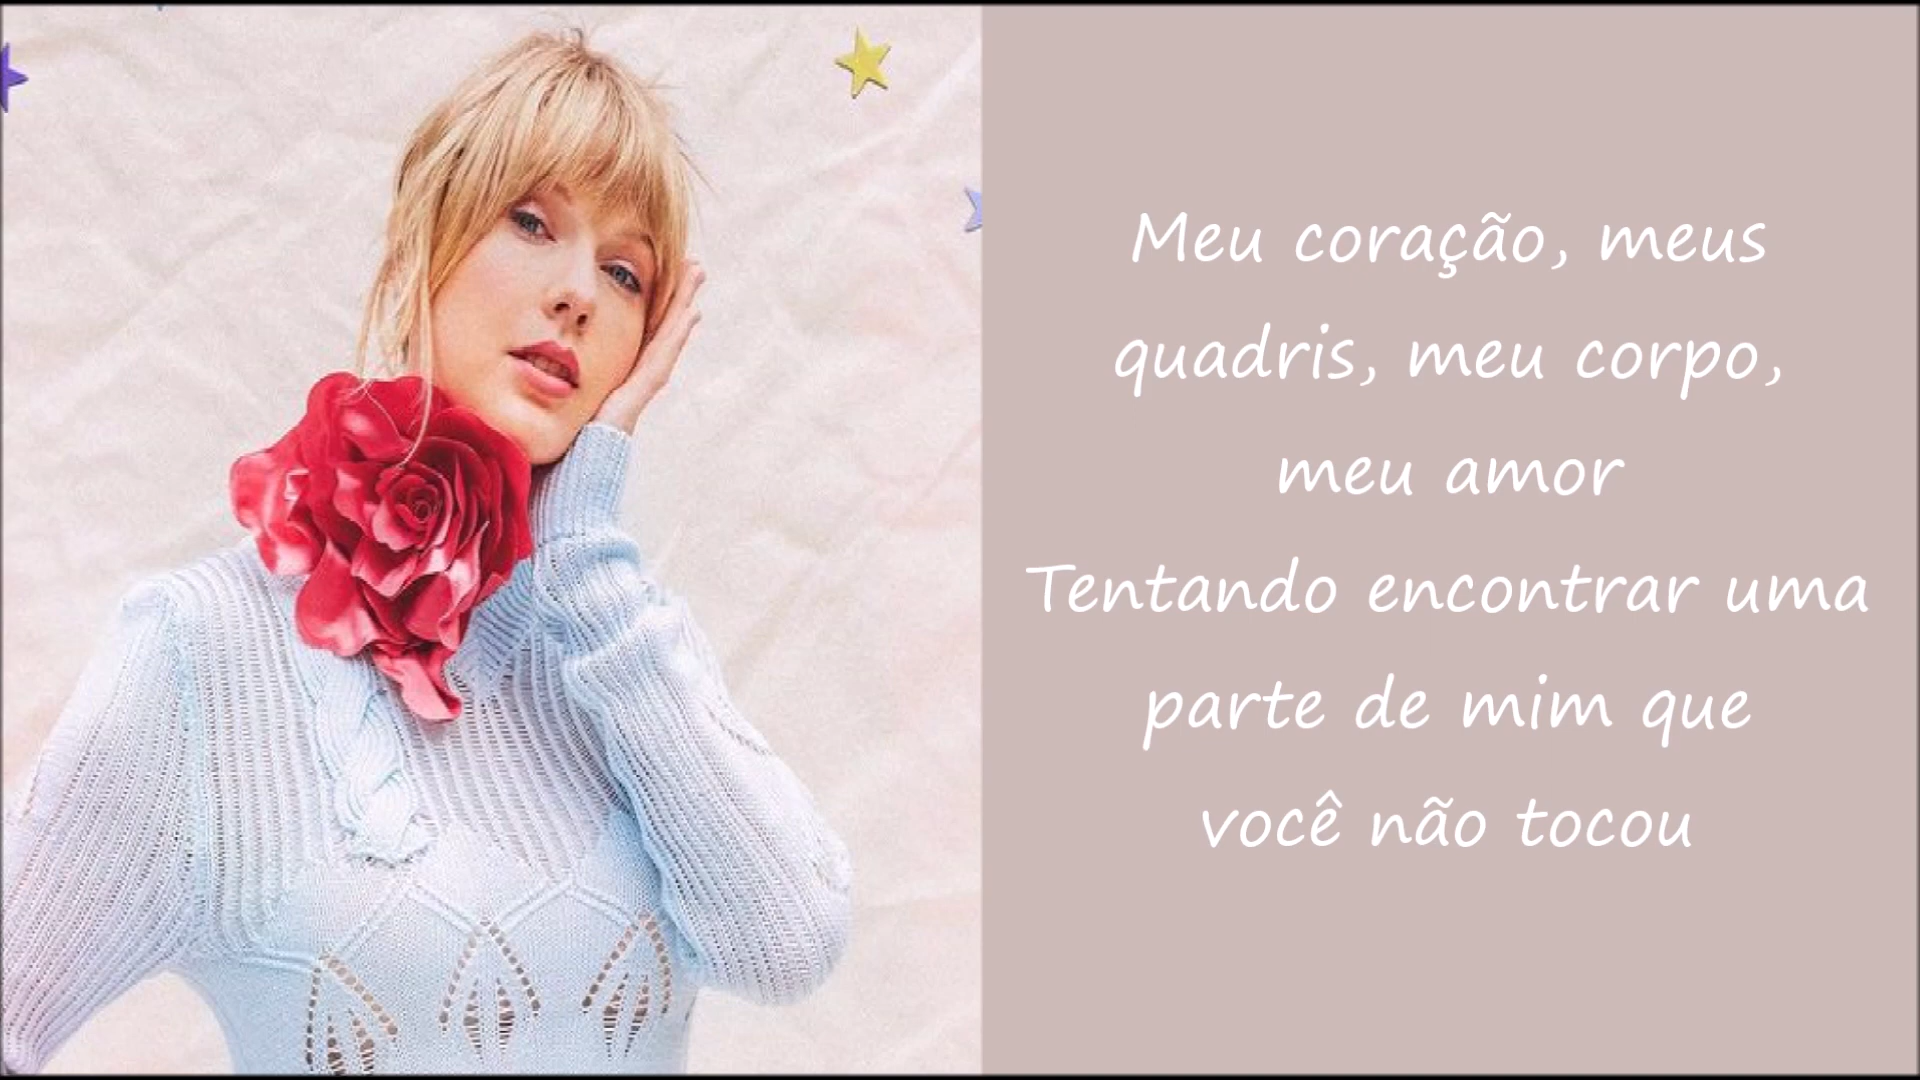 Meu coração, meus
quadris, meu corpo,
meu amor
Tentando encontrar uma
parte de mim que
você não tocou